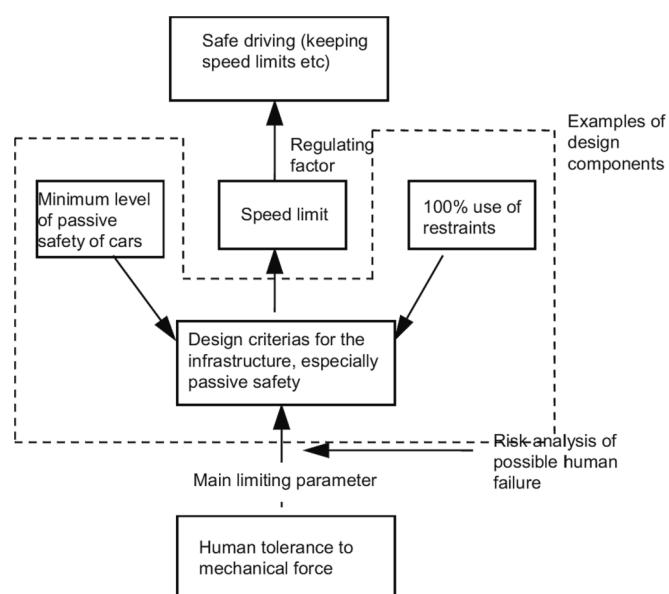 Safe driving (keeping
speed limits etc)
Regulating
factor
Examples of
design
components
Minimum level
of passive
safety of cars
Speed limit
100% use of
restraints
Design criterias for the
infrastructure, especially
passive safety
Risk analysis of
possible human
failure
Main limiting parameter
Human tolerance to
mechanical force